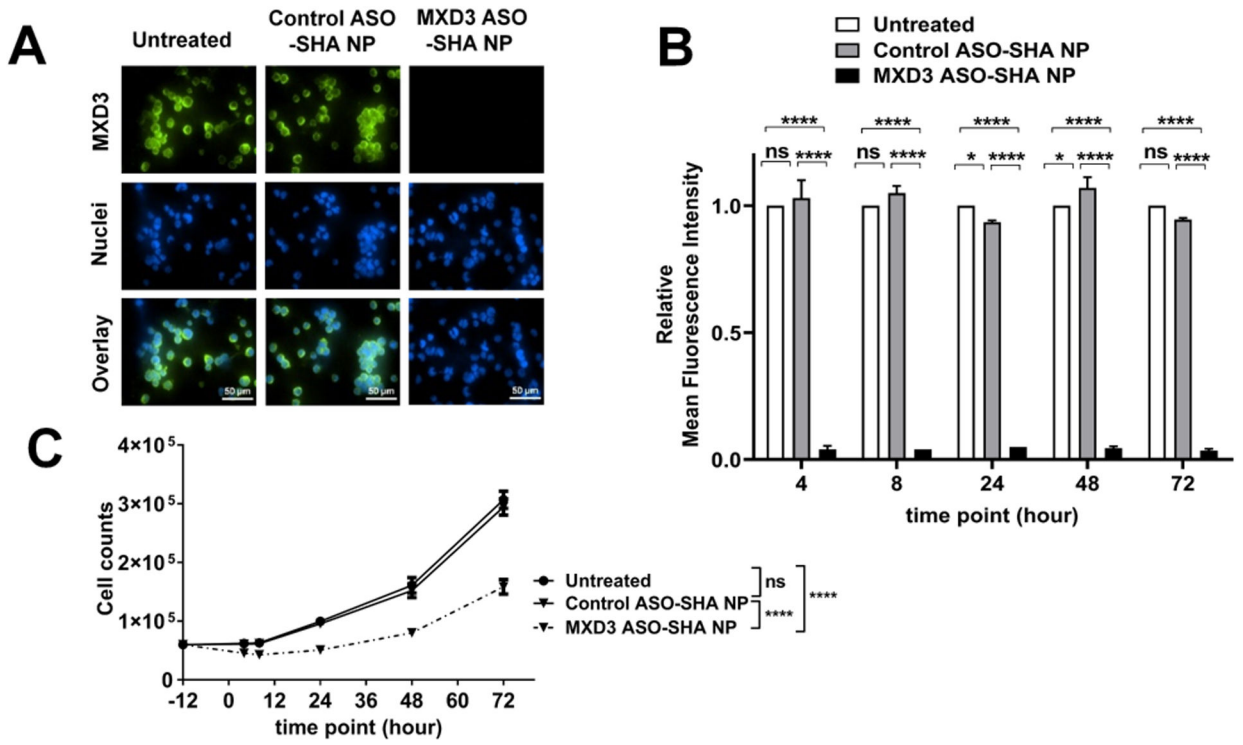 A
Untreated
Control ASO
-SHA NP
MXD3 ASO
-SHA NP
MXD3
Nuclei
Overlay
50 µm
50 µm
50 µm
B
Untreated
Control ASO-SHA NP
MXD3 ASO-SHA NP
**** **** **** **** ****
ns **** ns **** * **** * **** ns ****
Relative
Mean Fluorescence Intensity
1.0
0.5
0.0
4 8 24 48 72
time point (hour)
C
Cell counts
4×10⁵
3×10⁵
2×10⁵
1×10⁵
0
-12 0 12 24 36 48 60 72
time point (hour)
Untreated
Control ASO-SHA NP
MXD3 ASO-SHA NP
ns
****
****